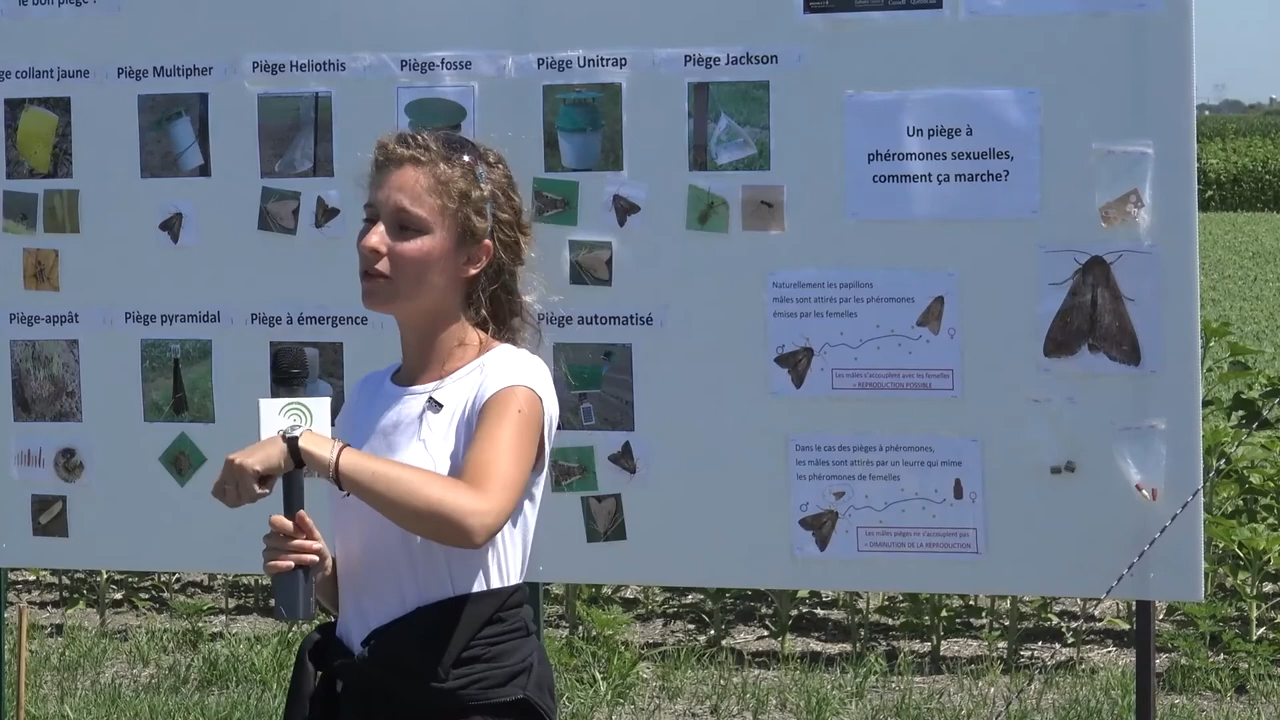 le bon piège ?
Canada
ge collant jaune
Piège Multipher
Piège Heliothis
Piège-fosse
Piège Unitrap
Piège Jackson
Un piège à
phéromones sexuelles,
comment ça marche?
Naturellement les papillons
mâles sont attirés par les phéromones
émises par les femelles
♂
♀
Les mâles s'accouplent avec les femelles
= REPRODUCTION POSSIBLE
Piège-appât
Piège pyramidal
Piège à émergence
Piège automatisé
Dans le cas des pièges à phéromones,
les mâles sont attirés par un leurre qui mime
les phéromones de femelles
♂
♀
Les mâles piégés ne s'accouplent pas
= DIMINUTION DE LA REPRODUCTION